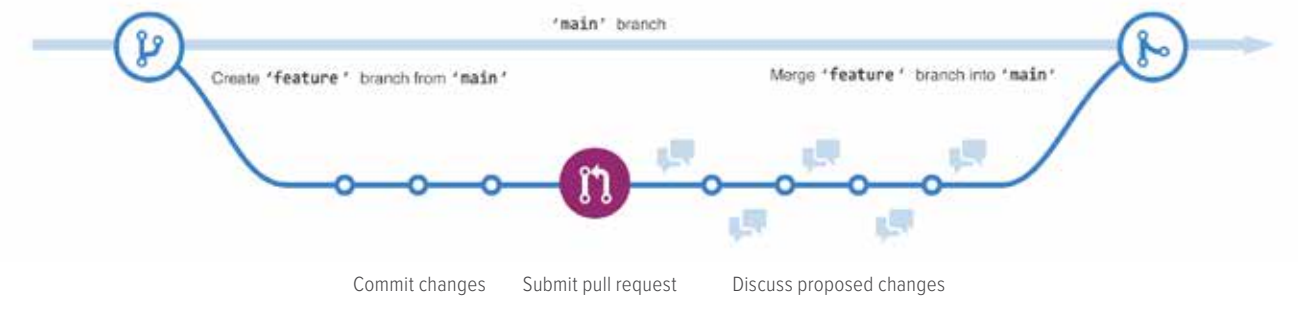 'main' branch
Create 'feature' branch from 'main'
Merge 'feature' branch into 'main'
Commit changes
Submit pull request
Discuss proposed changes